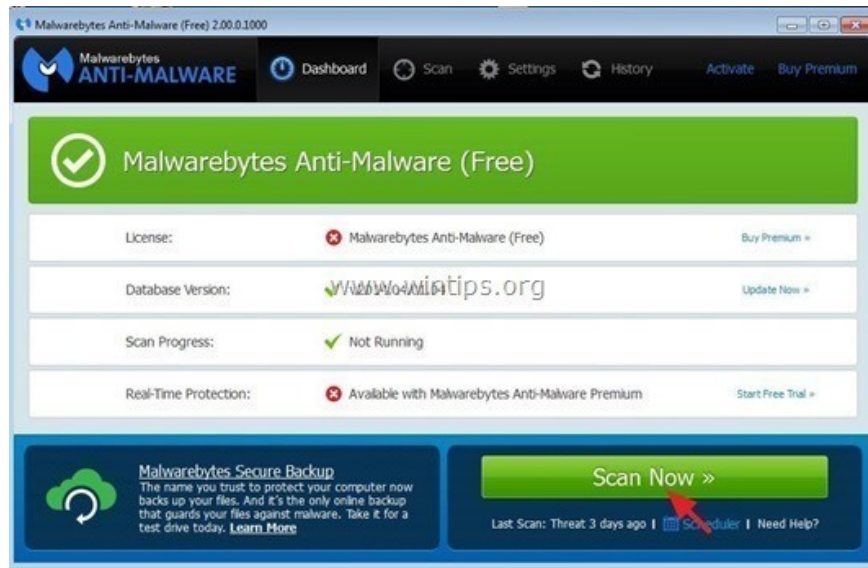 Malwarebytes Anti-Malware (Free) 2.00.0.1000
Malwarebytes
ANTI-MALWARE
Dashboard Scan Settings History Activate Buy Premium
Malwarebytes Anti-Malware (Free)
License: Malwarebytes Anti-Malware (Free) Buy Premium »
Database Version: Update Now »
www.wintips.org
Scan Progress: Not Running
Real-Time Protection: Available with Malwarebytes Anti-Malware Premium Start Free Trial »
Malwarebytes Secure Backup
The name you trust to protect your computer now
backs up your files. And it's the only online backup
that guards your files against malware. Take it for a
test drive today. Learn More
Scan Now »
Last Scan: Threat 3 days ago | Scheduler | Need Help?